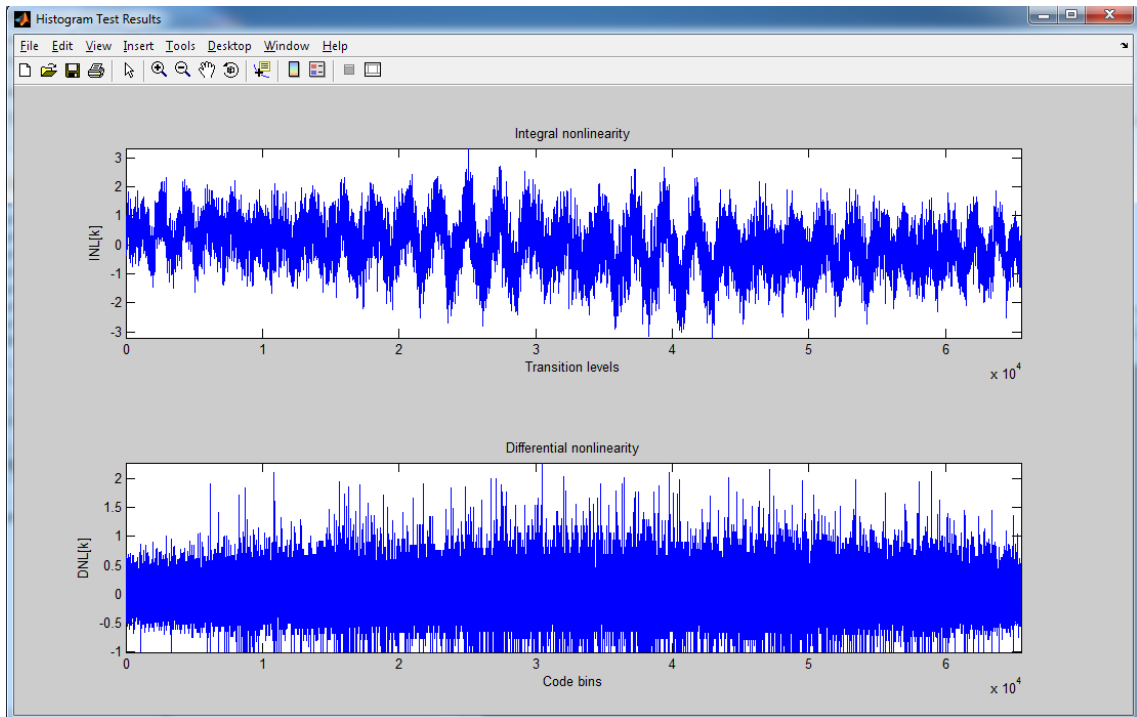 Histogram Test Results
File Edit View Insert Tools Desktop Window Help
Integral nonlinearity
INL[k]
3
2
1
0
-1
-2
-3
0 1 2 3 4 5 6
Transition levels
x 10^4
Differential nonlinearity
DNL[k]
2
1.5
1
0.5
0
-0.5
-1
0 1 2 3 4 5 6
Code bins
x 10^4